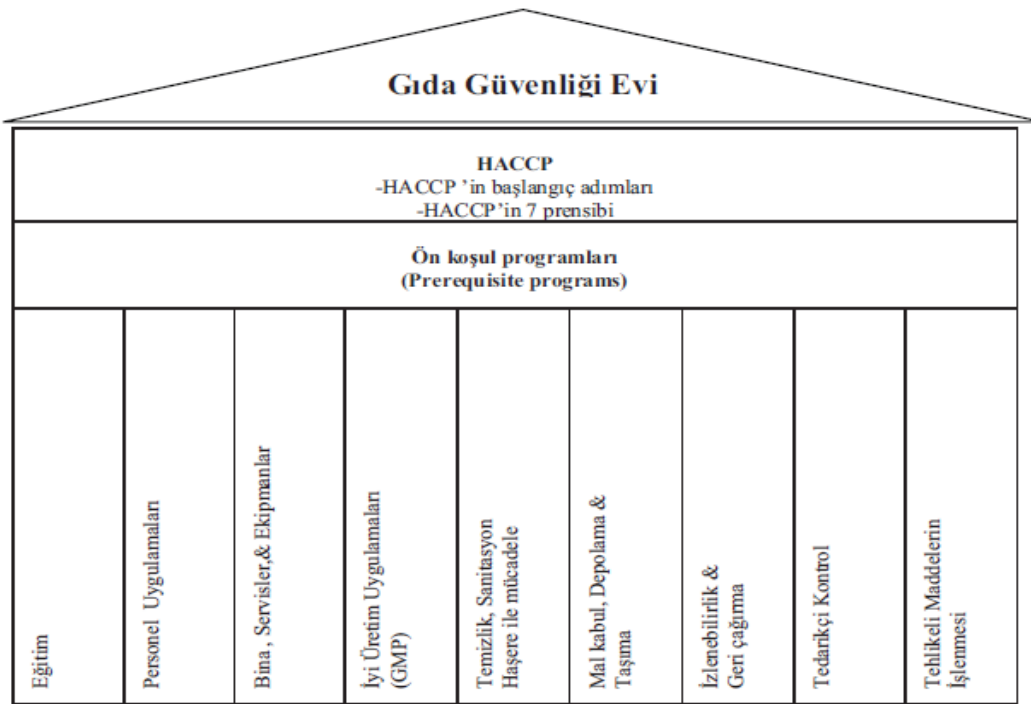 Gıda Güvenliği Evi
HACCP
-HACCP ’in başlangıç adımları
-HACCP’in 7 prensibi
Ön koşul programları
(Prerequisite programs)
Eğitim
Personel Uygulamaları
Bina , Servisler,& Ekipmanlar
İyi Üretim Uygulamaları
(GMP)
Temizlik, Sanitasyon
Haşere ile mücadele
Mal kabul, Depolama &
Taşıma
İzlenebilirlik &
Geri çağırma
Tedarikçi Kontrol
Tehlikeli Maddelerin
İşlenmesi